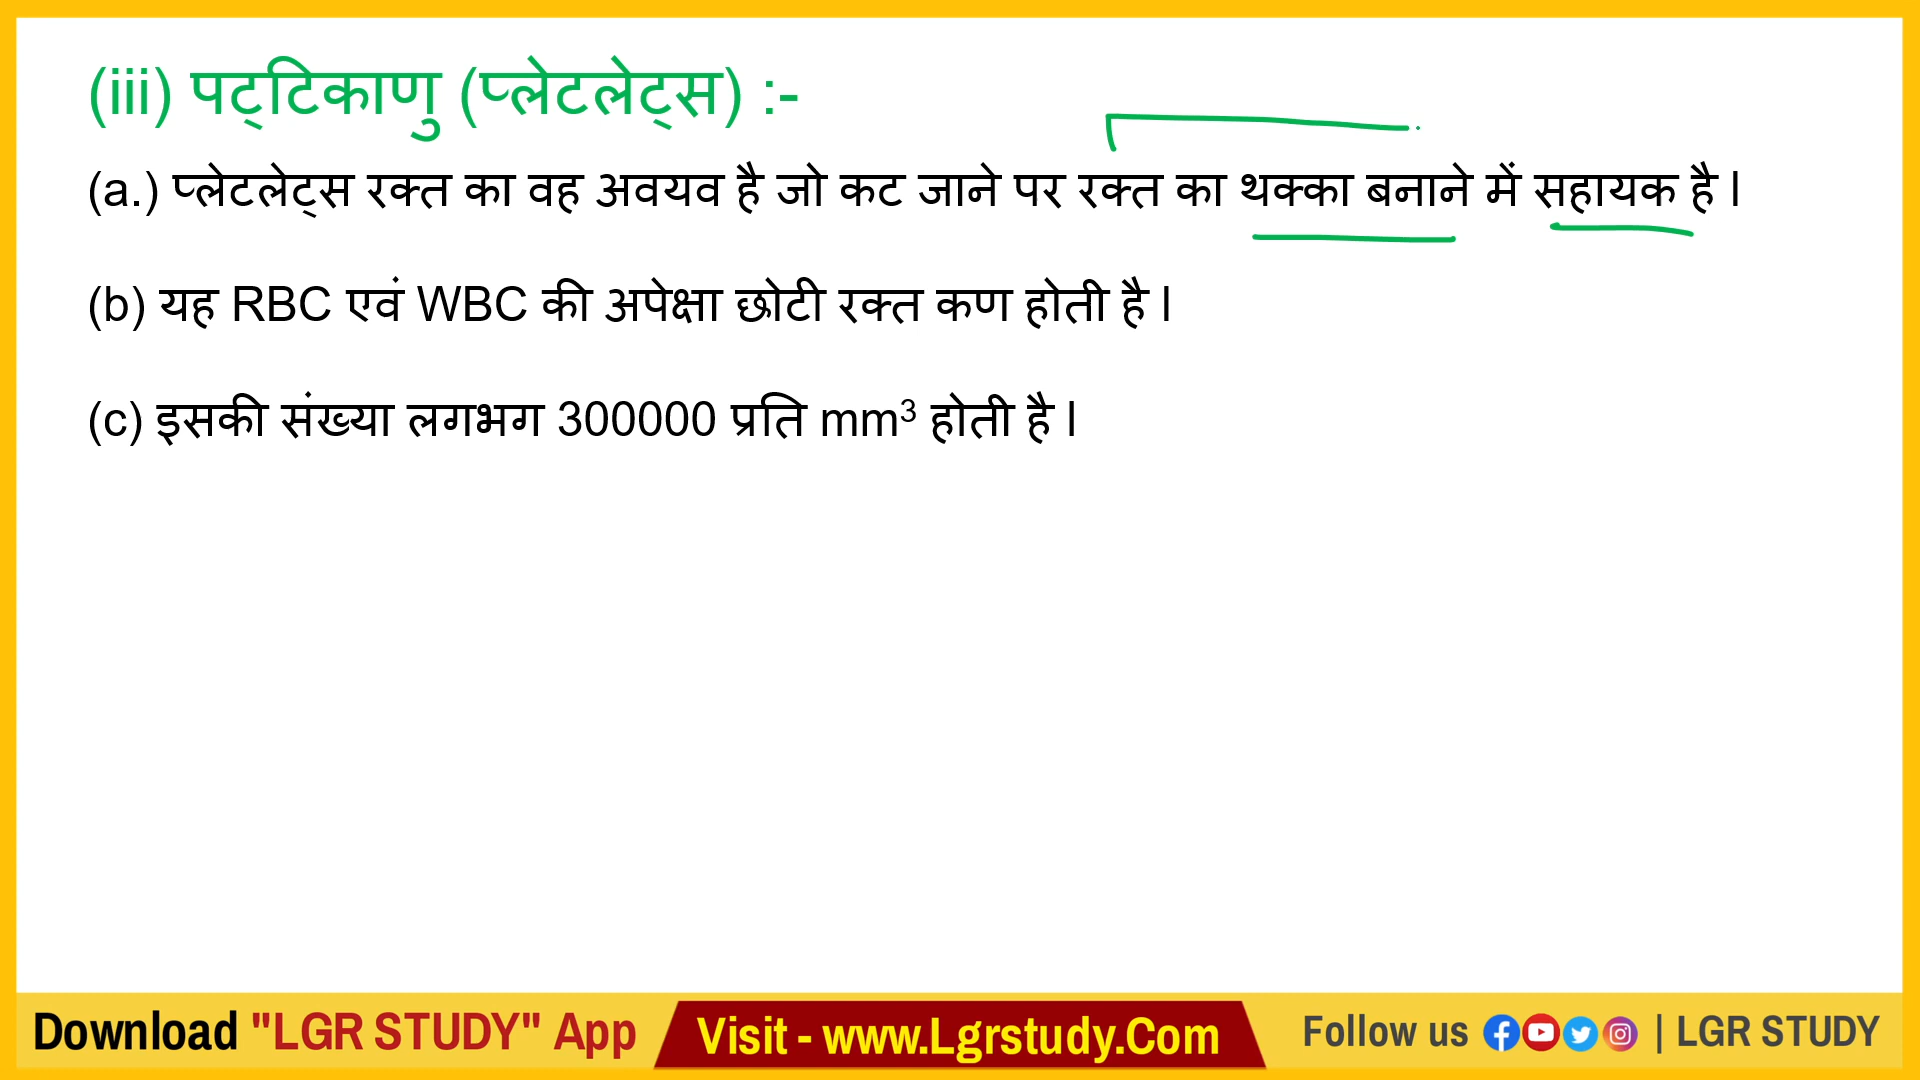 (iii) पट्टिकाणु (प्लेटलेट्स) :-
(a.) प्लेटलेट्स रक्त का वह अवयव है जो कट जाने पर रक्त का थक्का बनाने में सहायक है l
(b) यह RBC एवं WBC की अपेक्षा छोटी रक्त कण होती है l
(c) इसकी संख्या लगभग 300000 प्रति mm³ होती है l
Download "LGR STUDY" App Visit - www.Lgrstudy.Com Follow us | LGR STUDY